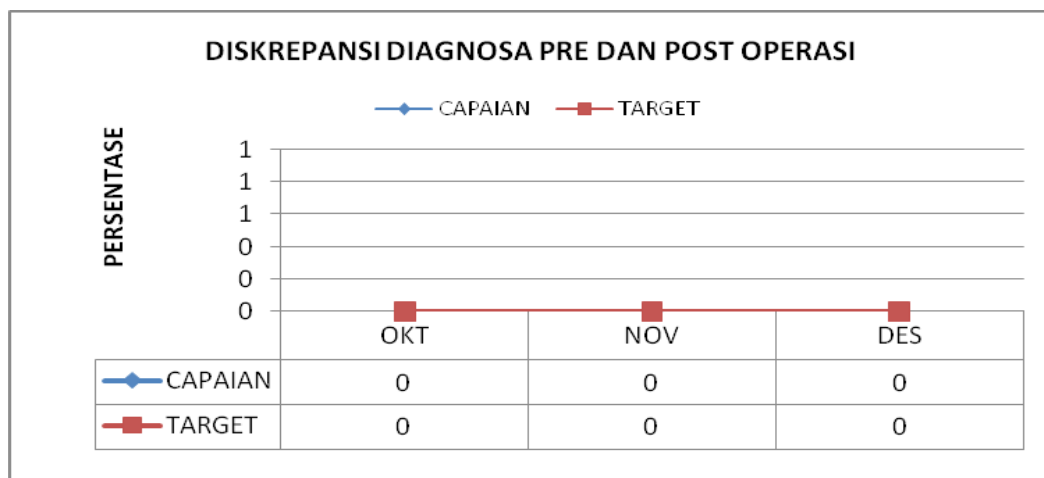 DISKREPANSI DIAGNOSA PRE DAN POST OPERASI
CAPAIAN TARGET
PERSENTASE
1
1
1
0
0
0
OKT NOV DES
CAPAIAN 0 0 0
TARGET 0 0 0